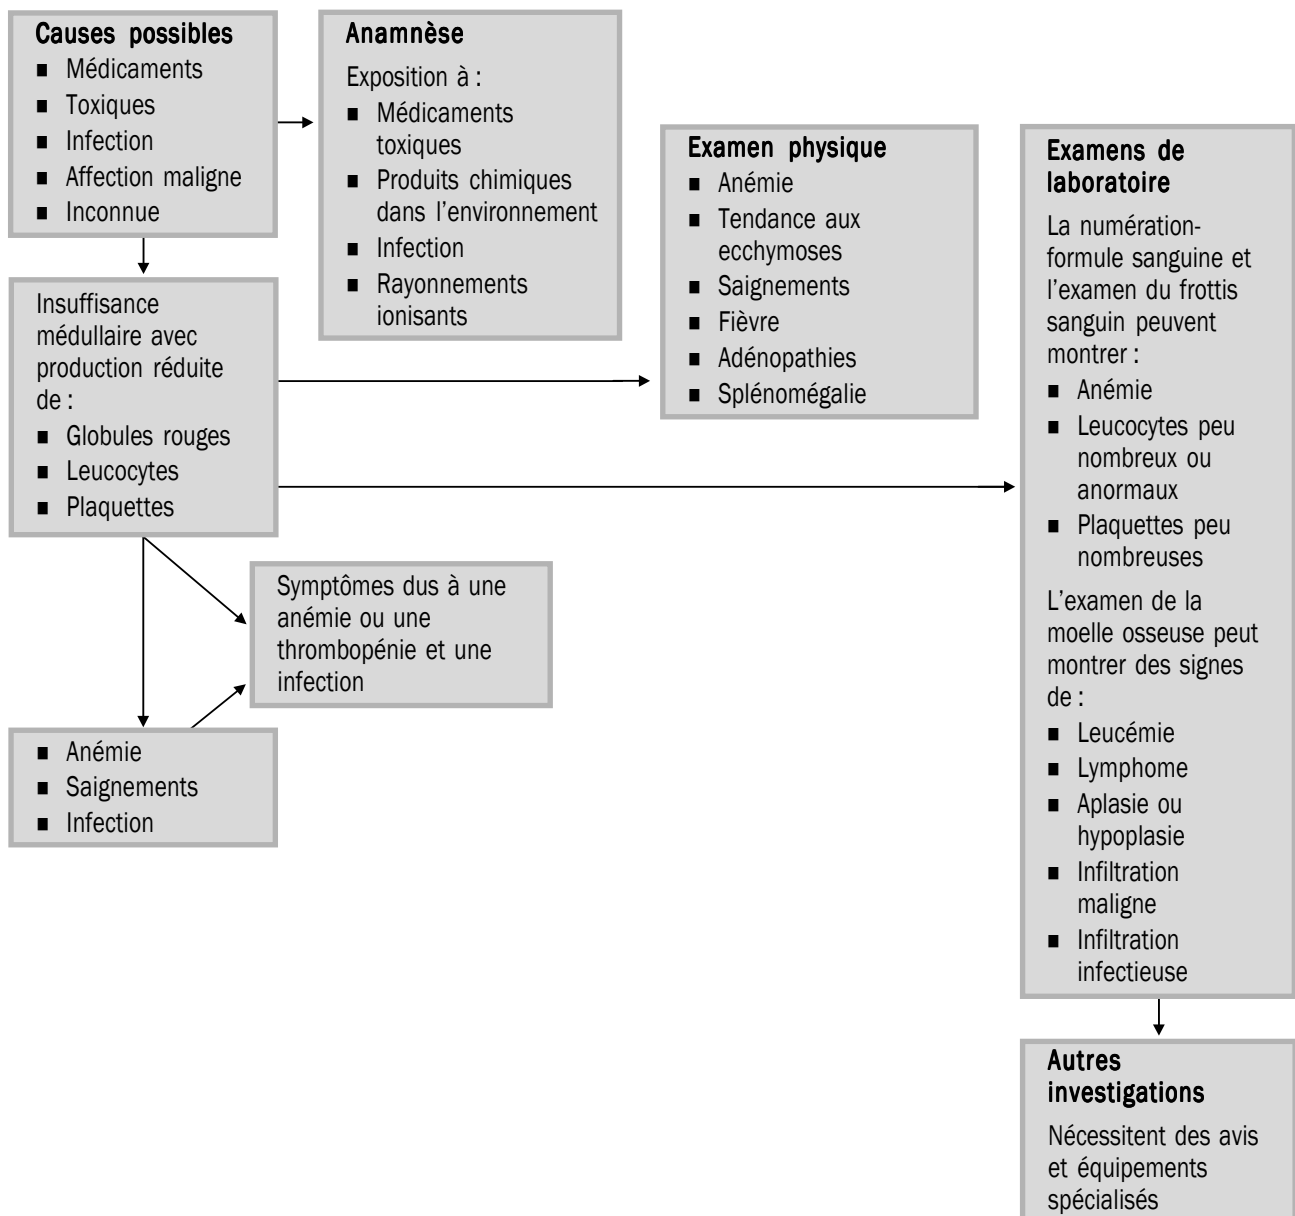 Causes possibles
■ Médicaments
■ Toxiques
■ Infection
■ Affection maligne
■ Inconnue
Anamnèse
Exposition à :
■ Médicaments
toxiques
■ Produits chimiques
dans l'environnement
■ Infection
■ Rayonnements
ionisants
Examen physique
■ Anémie
■ Tendance aux
ecchymoses
■ Saignements
■ Fièvre
■ Adénopathies
■ Splénomégalie
Examens de
laboratoire
La numération-
formule sanguine et
l'examen du frottis
sanguin peuvent
montrer :
■ Anémie
■ Leucocytes peu
nombreux ou
anormaux
■ Plaquettes peu
nombreuses
L'examen de la
moelle osseuse peut
montrer des signes
de :
■ Leucémie
■ Lymphome
■ Aplasie ou
hypoplasie
■ Infiltration
maligne
■ Infiltration
infectieuse
Insuffisance
médullaire avec
production réduite
de :
■ Globules rouges
■ Leucocytes
■ Plaquettes
Symptômes dus à une
anémie ou une
thrombopénie et une
infection
■ Anémie
■ Saignements
■ Infection
Autres
investigations
Nécessitent des avis
et équipements
spécialisés